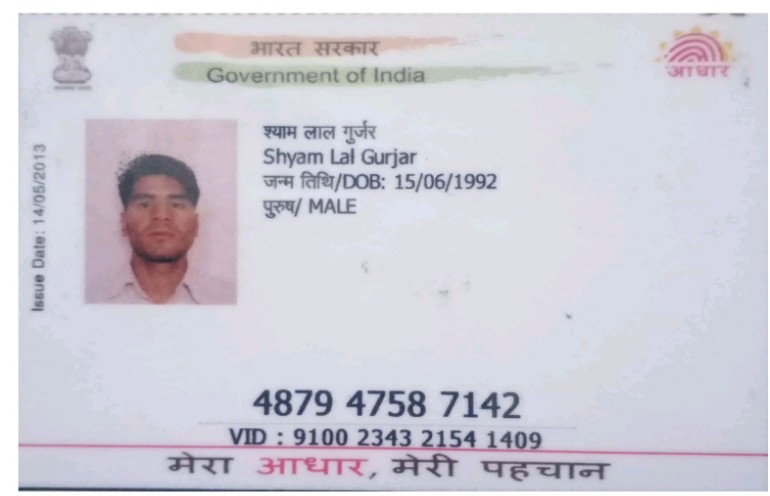 भारत सरकार
Government of India
आधार
Issue Date: 14/05/2013
श्याम लाल गुर्जर
Shyam Lal Gurjar
जन्म तिथि/DOB: 15/06/1992
पुरुष/ MALE
4879 4758 7142
VID : 9100 2343 2154 1409
मेरा आधार, मेरी पहचान